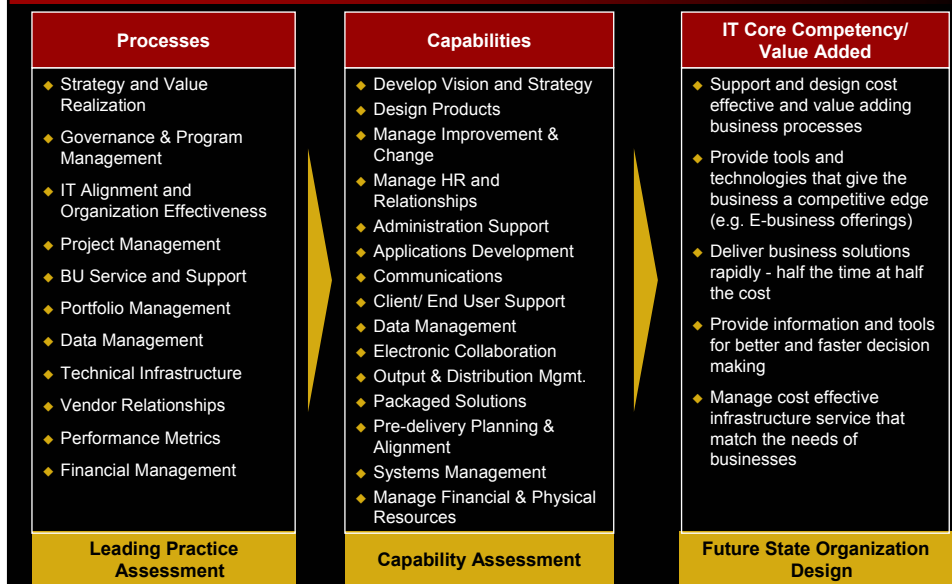 Processes
Strategy and Value
Realization
Governance & Program
Management
IT Alignment and
Organization Effectiveness
Project Management
BU Service and Support
Portfolio Management
Data Management
Technical Infrastructure
Vendor Relationships
Performance Metrics
Financial Management
Leading Practice
Assessment
Capabilities
Develop Vision and Strategy
Design Products
Manage Improvement &
Change
Manage HR and
Relationships
Administration Support
Applications Development
Communications
Client/ End User Support
Data Management
Electronic Collaboration
Output & Distribution Mgmt.
Packaged Solutions
Pre-delivery Planning &
Alignment
Systems Management
Manage Financial & Physical
Resources
Capability Assessment
IT Core Competency/
Value Added
Support and design cost
effective and value adding
business processes
Provide tools and
technologies that give the
business a competitive edge
(e.g. E-business offerings)
Deliver business solutions
rapidly - half the time at half
the cost
Provide information and tools
for better and faster decision
making
Manage cost effective
infrastructure service that
match the needs of
businesses
Future State Organization
Design